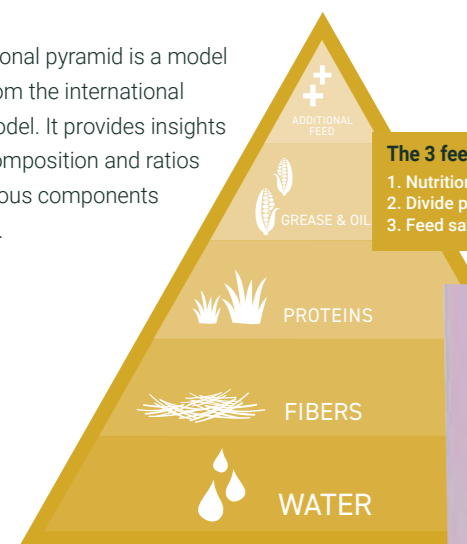 onal pyramid is a model
om the international
odel. It provides insights
omposition and ratios
ous components
.
ADDITIONAL
FEED
GREASE & OIL
PROTEINS
FIBERS
WATER
The 3 fee
1. Nutrition
2. Divide p
3. Feed sa